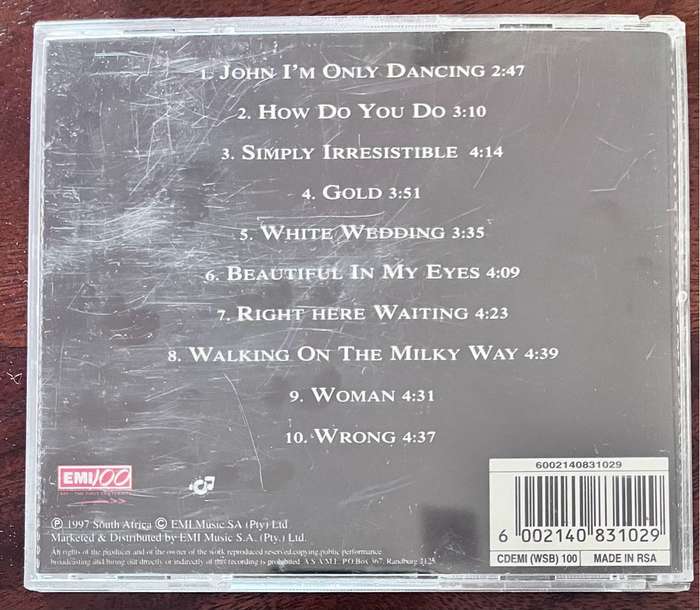 1. John I'm Only Dancing 2:47
2. How Do You Do 3:10
3. Simply Irresistible 4:14
4. Gold 3:51
5. White Wedding 3:35
6. Beautiful In My Eyes 4:09
7. Right here Waiting 4:23
8. Walking On The Milky Way 4:39
9. Woman 4:31
10. Wrong 4:37
6002140831029
EMI 100
6 002140 831029
CDEMI (WSB) 100 MADE IN RSA
℗ 1997 South Africa © EMI Music SA (Pty) Ltd
Marketed & Distributed by EMI Music S.A. (Pty.) Ltd.
All rights of the producer and of the owner of the work reproduced reserved.copying,public performance
broadcasting and hiring out directly or indirectly of this recording is prohibited. A.S.A.M.I., P.O.Box 367, Randburg 2125